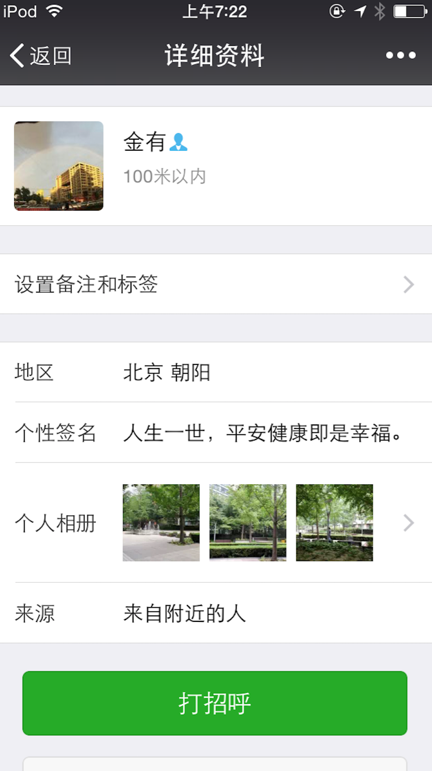 iPod 上午7:22
返回 详细资料
金有
100米以内
设置备注和标签
地区 北京 朝阳
个性签名 人生一世，平安健康即是幸福。
个人相册
来源 来自附近的人
打招呼